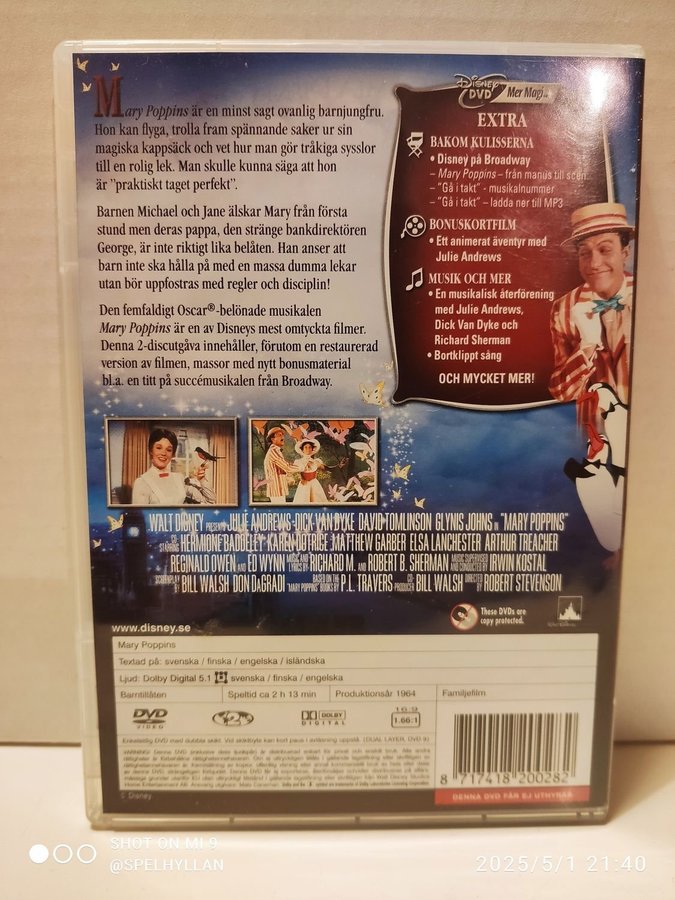 Mary Poppins är en minst sagt ovanlig barnjungfru.
Hon kan flyga, trolla fram spännande saker ur sin
magiska kappsäck och vet hur man gör tråkiga sysslor
till en rolig lek. Man skulle kunna säga att hon
är "praktiskt taget perfekt".
Barnen Michael och Jane älskar Mary från första
stund men deras pappa, den stränge bankdirektören
George, är inte riktigt lika belåten. Han anser att
barn inte ska hålla på med en massa dumma lekar
utan bör uppfostras med regler och disciplin!
Den femfaldigt Oscar®-belönade musikalen
Mary Poppins är en av Disneys mest omtyckta filmer.
Denna 2-discutgåva innehåller, förutom en restaurerad
version av filmen, massor med nytt bonusmaterial
bl.a. en titt på succémusikalen från Broadway.
Disney
DVD
Mer Magi..
EXTRA
BAKOM KULISSERNA
• Disney på Broadway
– Mary Poppins – från manus till scen
– "Gå i takt" - musikalnummer
– "Gå i takt" – ladda ner till MP3
BONUSKORTFILM
• Ett animerat äventyr med
Julie Andrews
MUSIK OCH MER
• En musikalisk återförening
med Julie Andrews,
Dick Van Dyke och
Richard Sherman
• Bortklippt sång
OCH MYCKET MER!
WALT DISNEY PRESENTS JULIE ANDREWS · DICK VAN DYKE DAVID TOMLINSON GLYNIS JOHNS IN "MARY POPPINS"
CO-STARRING HERMIONE BADDELEY KAREN DOTRICE MATTHEW GARBER ELSA LANCHESTER ARTHUR TREACHER
REGINALD OWEN AND ED WYNN MUSIC AND LYRICS BY RICHARD M. AND ROBERT B. SHERMAN MUSIC SUPERVISED AND CONDUCTED BY IRWIN KOSTAL
SCREENPLAY BY BILL WALSH DON DAGRADI BASED ON THE "MARY POPPINS" BOOKS BY P.L. TRAVERS CO-PRODUCER BILL WALSH DIRECTED BY ROBERT STEVENSON
These DVDs are
copy protected.
www.disney.se
Mary Poppins
Textad på: svenska / finska / engelska / isländska
Ljud: Dolby Digital 5.1 svenska / finska / engelska
Barntillåten
Speltid ca 2 h 13 min
Produktionsår 1964
Familjefilm
DVD
VIDEO
2
DOLBY
DIGITAL
16:9
1.66:1
8 717418 200282
DENNA DVD FÅR EJ UTHYRAS
© Disney
SHOT ON MI 9
@SPELHYLLAN
2025/5/1 21:40